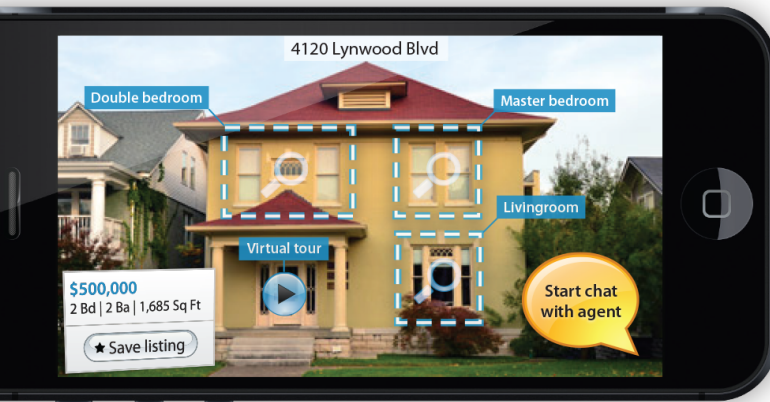 4120 Lynwood Blvd
Double bedroom
Master bedroom
Livingroom
Virtual tour
$500,000
2 Bd | 2 Ba | 1,685 Sq Ft
★ Save listing
Start chat
with agent